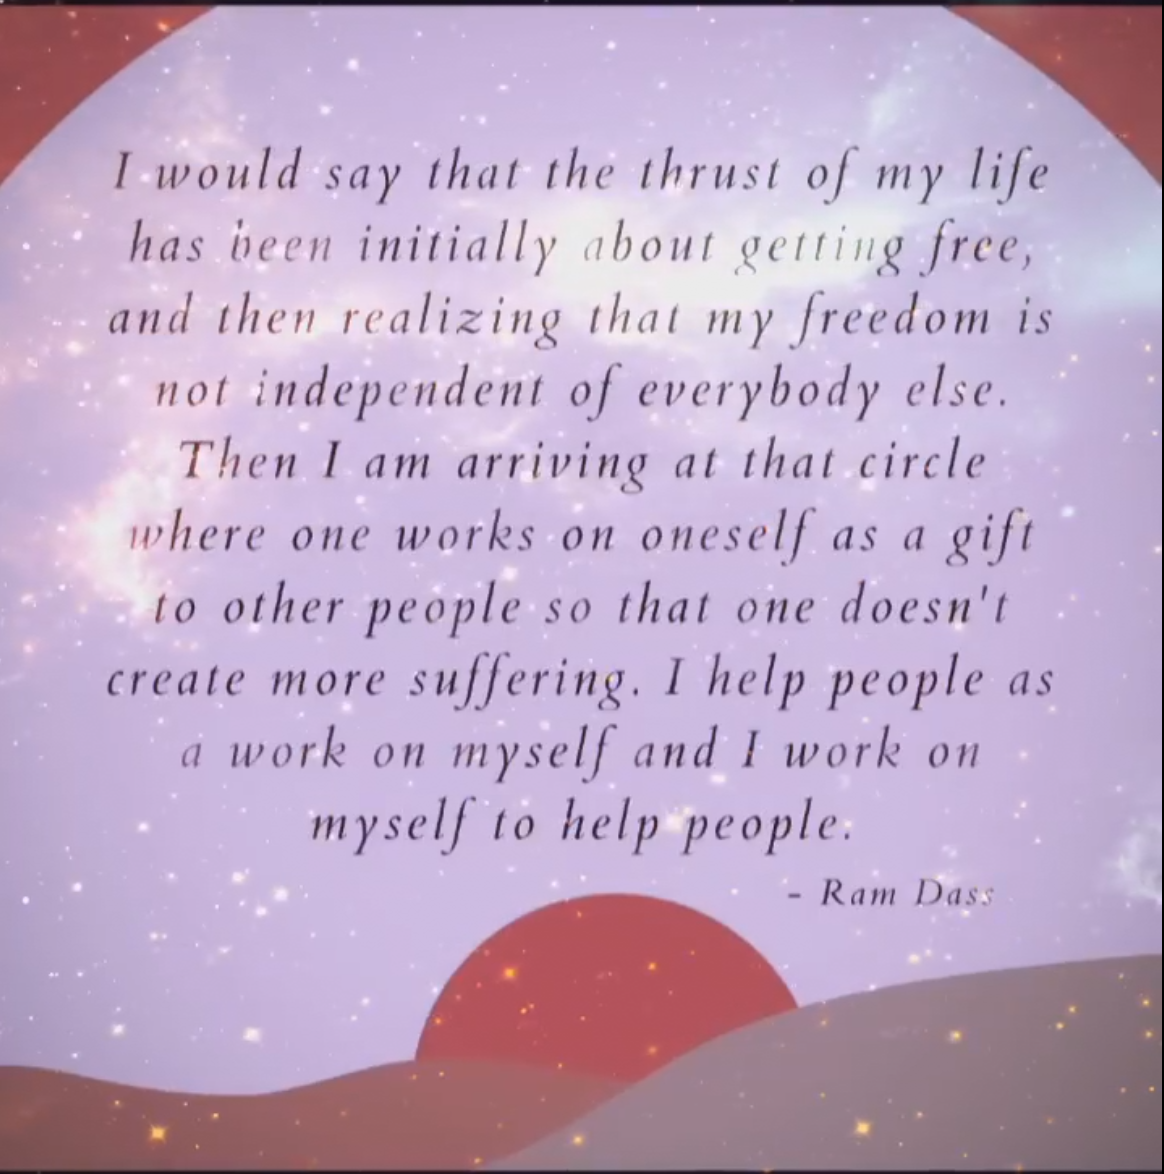 I would say that the thrust of my life
has been initially about getting free,
and then realizing that my freedom is
not independent of everybody else.
Then I am arriving at that circle
where one works on oneself as a gift
to other people so that one doesn't
create more suffering. I help people as
a work on myself and I work on
myself to help people.
- Ram Dass